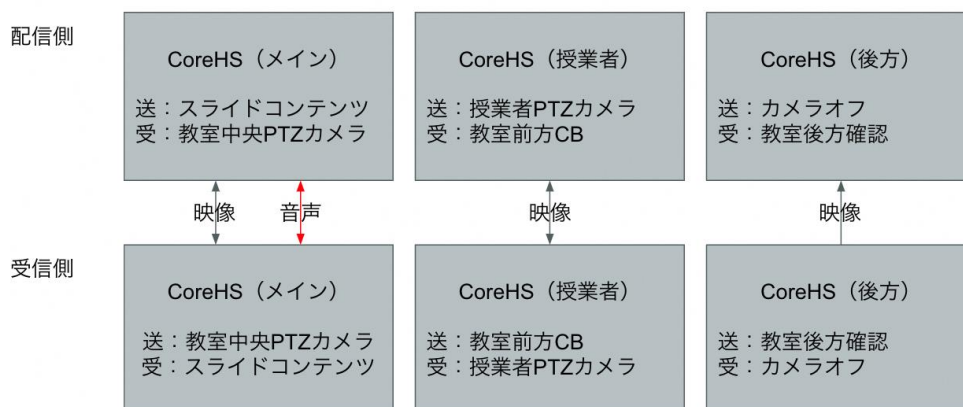 配信側
CoreHS（メイン）
送：スライドコンテンツ
受：教室中央PTZカメラ
CoreHS（授業者）
送：授業者PTZカメラ
受：教室前方CB
CoreHS（後方）
送：カメラオフ
受：教室後方確認
映像
音声
映像
映像
受信側
CoreHS（メイン）
送：教室中央PTZカメラ
受：スライドコンテンツ
CoreHS（授業者）
送：教室前方CB
受：授業者PTZカメラ
CoreHS（後方）
送：教室後方確認
受：カメラオフ